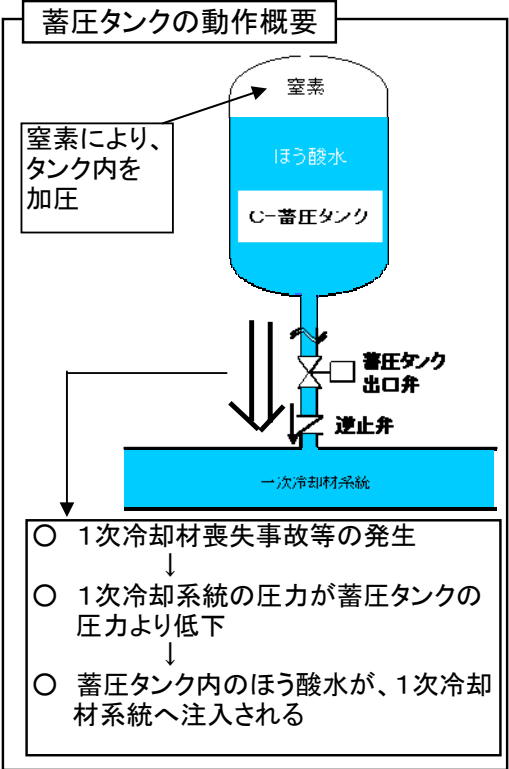 蓄圧タンクの動作概要
窒素
窒素により、
タンク内を
加圧
ほう酸水
C-蓄圧タンク
蓄圧タンク
出口弁
逆止弁
一次冷却材系統
○ 1次冷却材喪失事故等の発生
↓
○ 1次冷却系統の圧力が蓄圧タンクの
圧力より低下
↓
○ 蓄圧タンク内のほう酸水が、1次冷却
材系統へ注入される